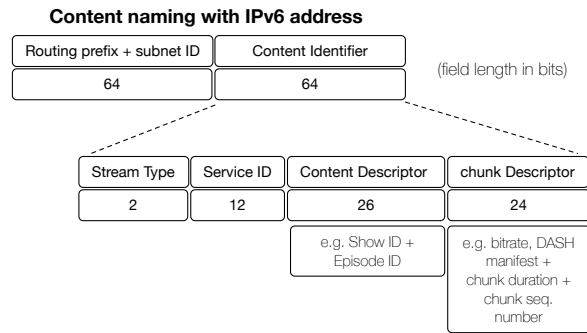 Content naming with IPv6 address
Routing prefix + subnet ID
Content Identifier
(field length in bits)
64
64
Stream Type
Service ID
Content Descriptor
chunk Descriptor
2
12
26
24
e.g. Show ID +
Episode ID
e.g. bitrate, DASH
manifest +
chunk duration +
chunk seq.
number